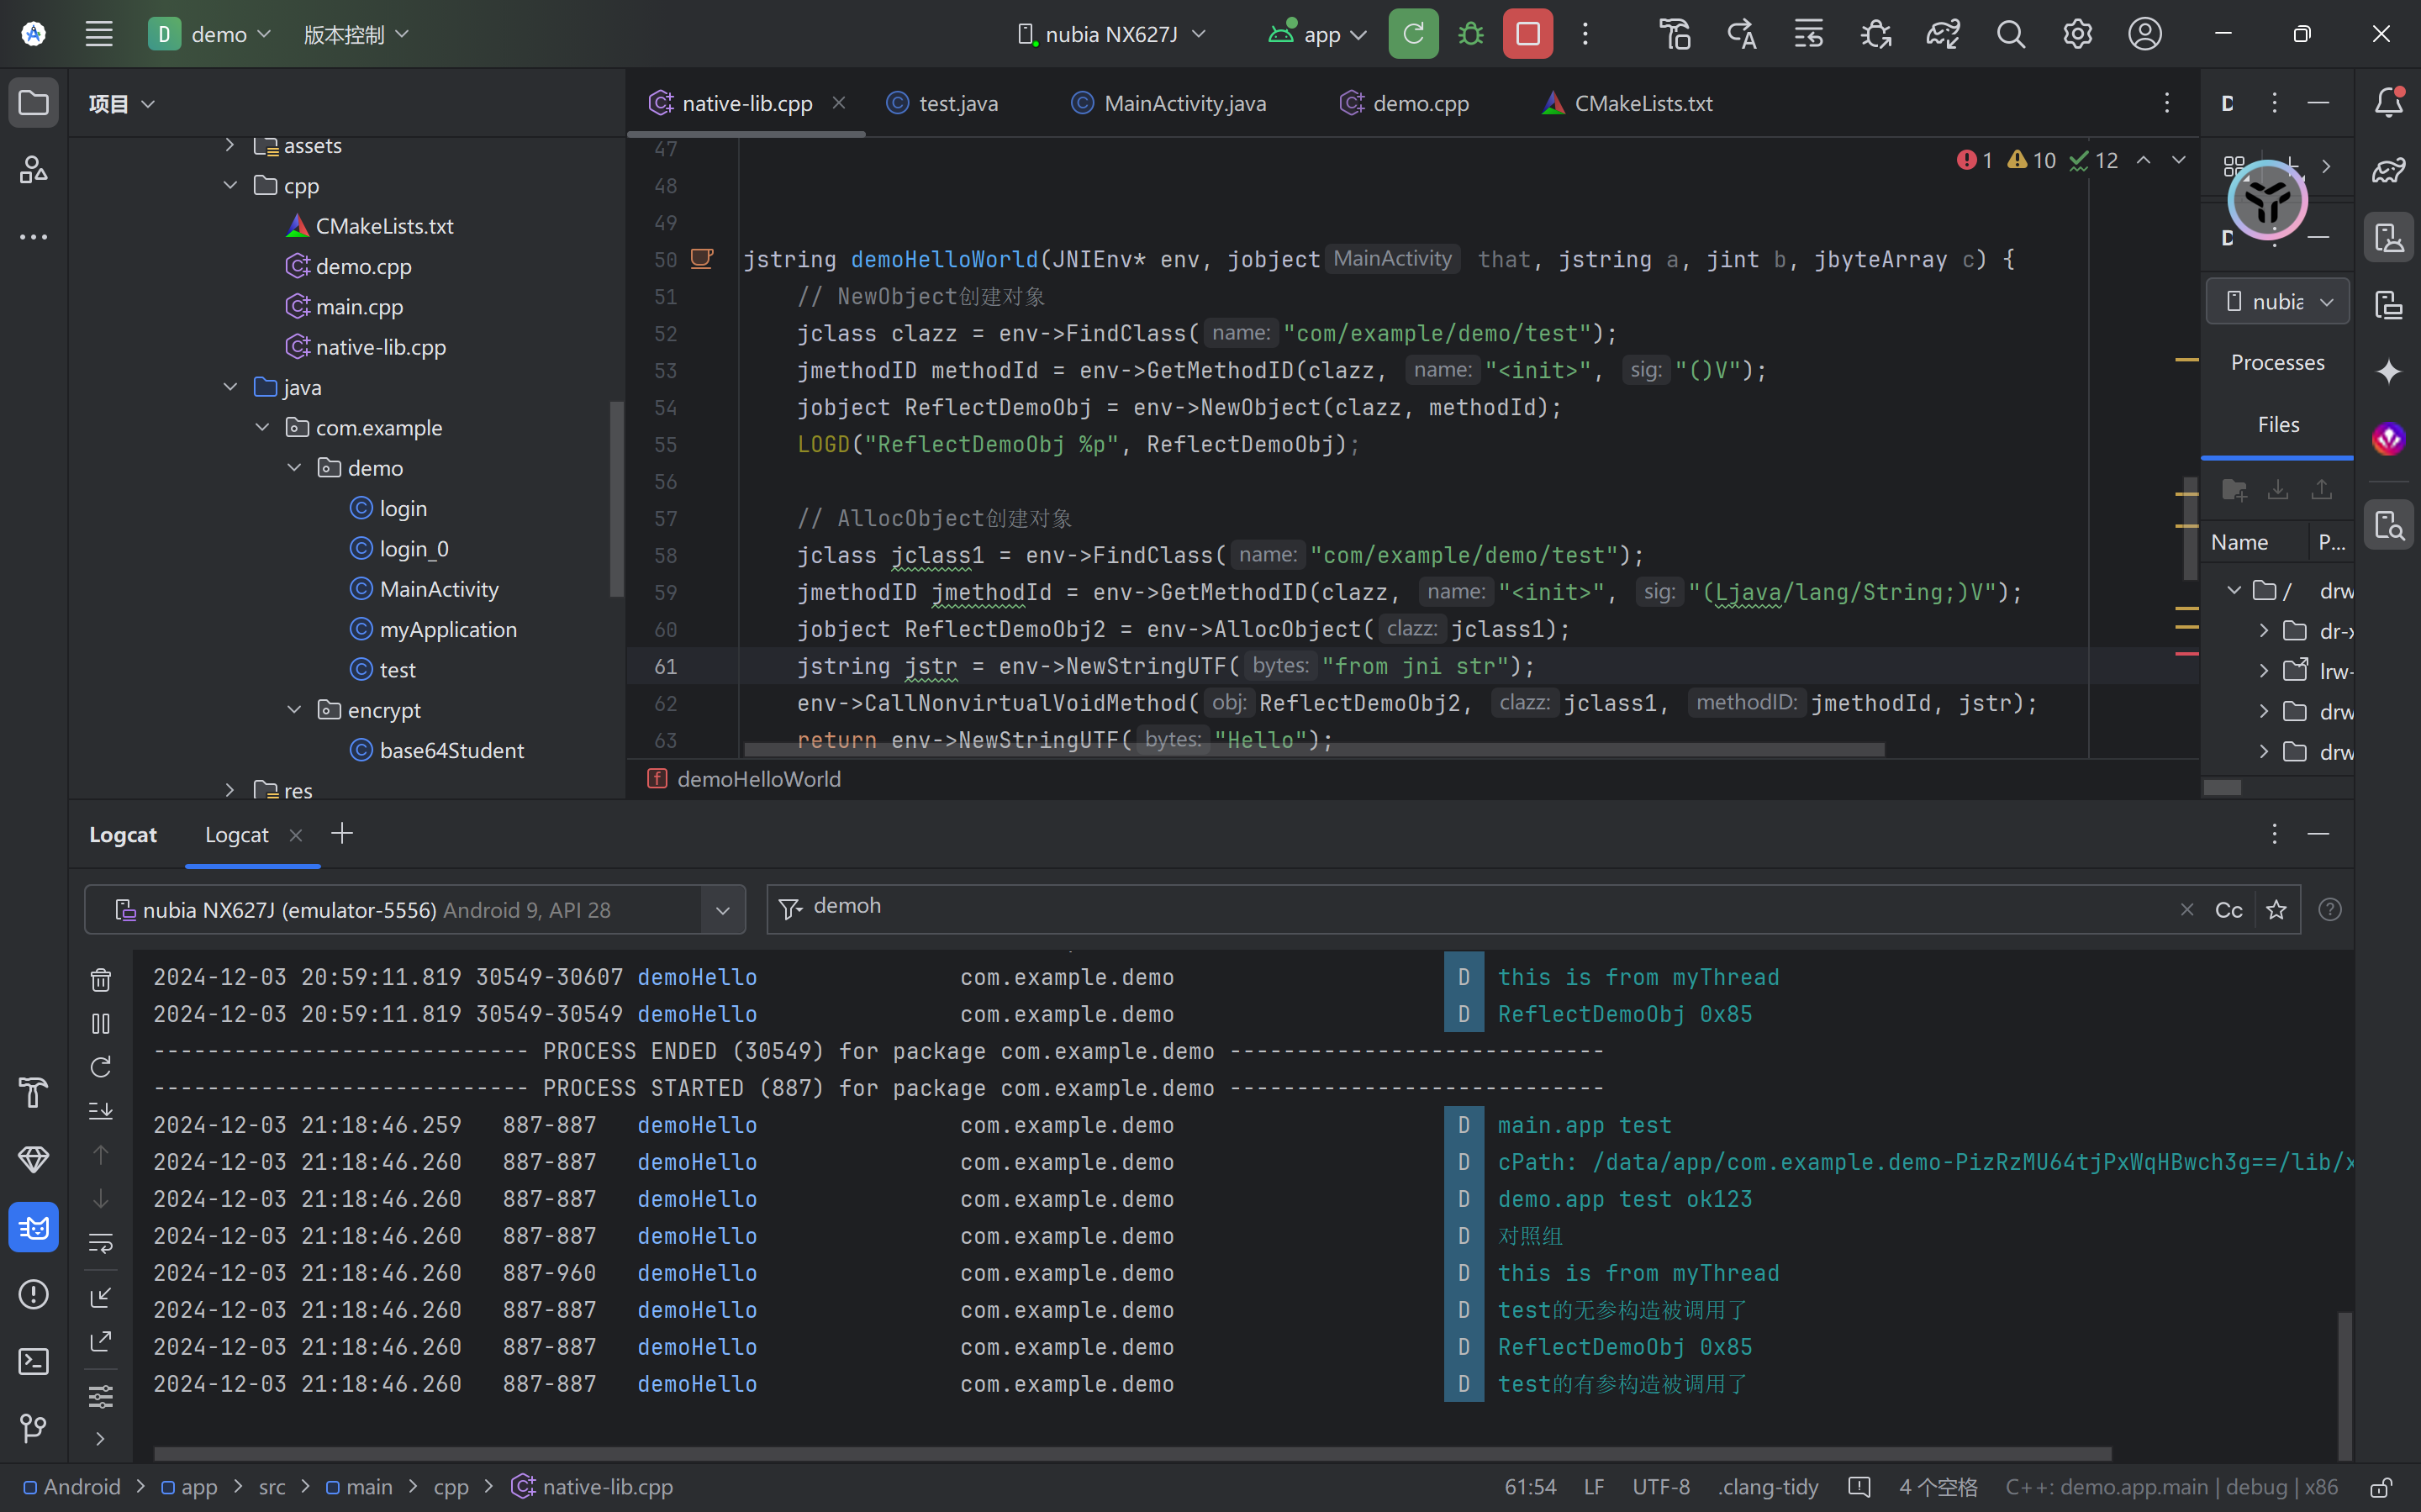 D demo 版本控制 nubia NX627J app
项目
assets
cpp
CMakeLists.txt
demo.cpp
main.cpp
native-lib.cpp
java
com.example
demo
login
login_0
MainActivity
myApplication
test
encrypt
base64Student
res
native-lib.cpp test.java MainActivity.java demo.cpp CMakeLists.txt
1 10 12
47
48
49
50 jstring demoHelloWorld(JNIEnv* env, jobject MainActivity that, jstring a, jint b, jbyteArray c) {
51 // NewObject创建对象
52 jclass clazz = env->FindClass( name: "com/example/demo/test");
53 jmethodID methodId = env->GetMethodID(clazz, name: "<init>", sig: "()V");
54 jobject ReflectDemoObj = env->NewObject(clazz, methodId);
55 LOGD("ReflectDemoObj %p", ReflectDemoObj);
56
57 // AllocObject创建对象
58 jclass jclass1 = env->FindClass( name: "com/example/demo/test");
59 jmethodID jmethodId = env->GetMethodID(clazz, name: "<init>", sig: "(Ljava/lang/String;)V");
60 jobject ReflectDemoObj2 = env->AllocObject( clazz: jclass1);
61 jstring jstr = env->NewStringUTF( bytes: "from jni str");
62 env->CallNonvirtualVoidMethod( obj: ReflectDemoObj2, clazz: jclass1, methodID: jmethodId, jstr);
63 return env->NewStringUTF( bytes: "Hello");
f demoHelloWorld
D
D
nubia
Processes
Files
Name P...
/ drw
dr-x
lrw-
drw
drw
Logcat Logcat
nubia NX627J (emulator-5556) Android 9, API 28 demoh Cc
2024-12-03 20:59:11.819 30549-30607 demoHello com.example.demo D this is from myThread
2024-12-03 20:59:11.819 30549-30549 demoHello com.example.demo D ReflectDemoObj 0x85
---------------------------- PROCESS ENDED (30549) for package com.example.demo ----------------------------
---------------------------- PROCESS STARTED (887) for package com.example.demo ----------------------------
2024-12-03 21:18:46.259 887-887 demoHello com.example.demo D main.app test
2024-12-03 21:18:46.260 887-887 demoHello com.example.demo D cPath: /data/app/com.example.demo-PizRzMU64tjPxWqHBwch3g==/lib/x
2024-12-03 21:18:46.260 887-887 demoHello com.example.demo D demo.app test ok123
2024-12-03 21:18:46.260 887-887 demoHello com.example.demo D 对照组
2024-12-03 21:18:46.260 887-960 demoHello com.example.demo D this is from myThread
2024-12-03 21:18:46.260 887-887 demoHello com.example.demo D test的无参构造被调用了
2024-12-03 21:18:46.260 887-887 demoHello com.example.demo D ReflectDemoObj 0x85
2024-12-03 21:18:46.260 887-887 demoHello com.example.demo D test的有参构造被调用了
Android > app > src > main > cpp > native-lib.cpp 61:54 LF UTF-8 .clang-tidy 4 个空格 C++: demo.app.main | debug | x86